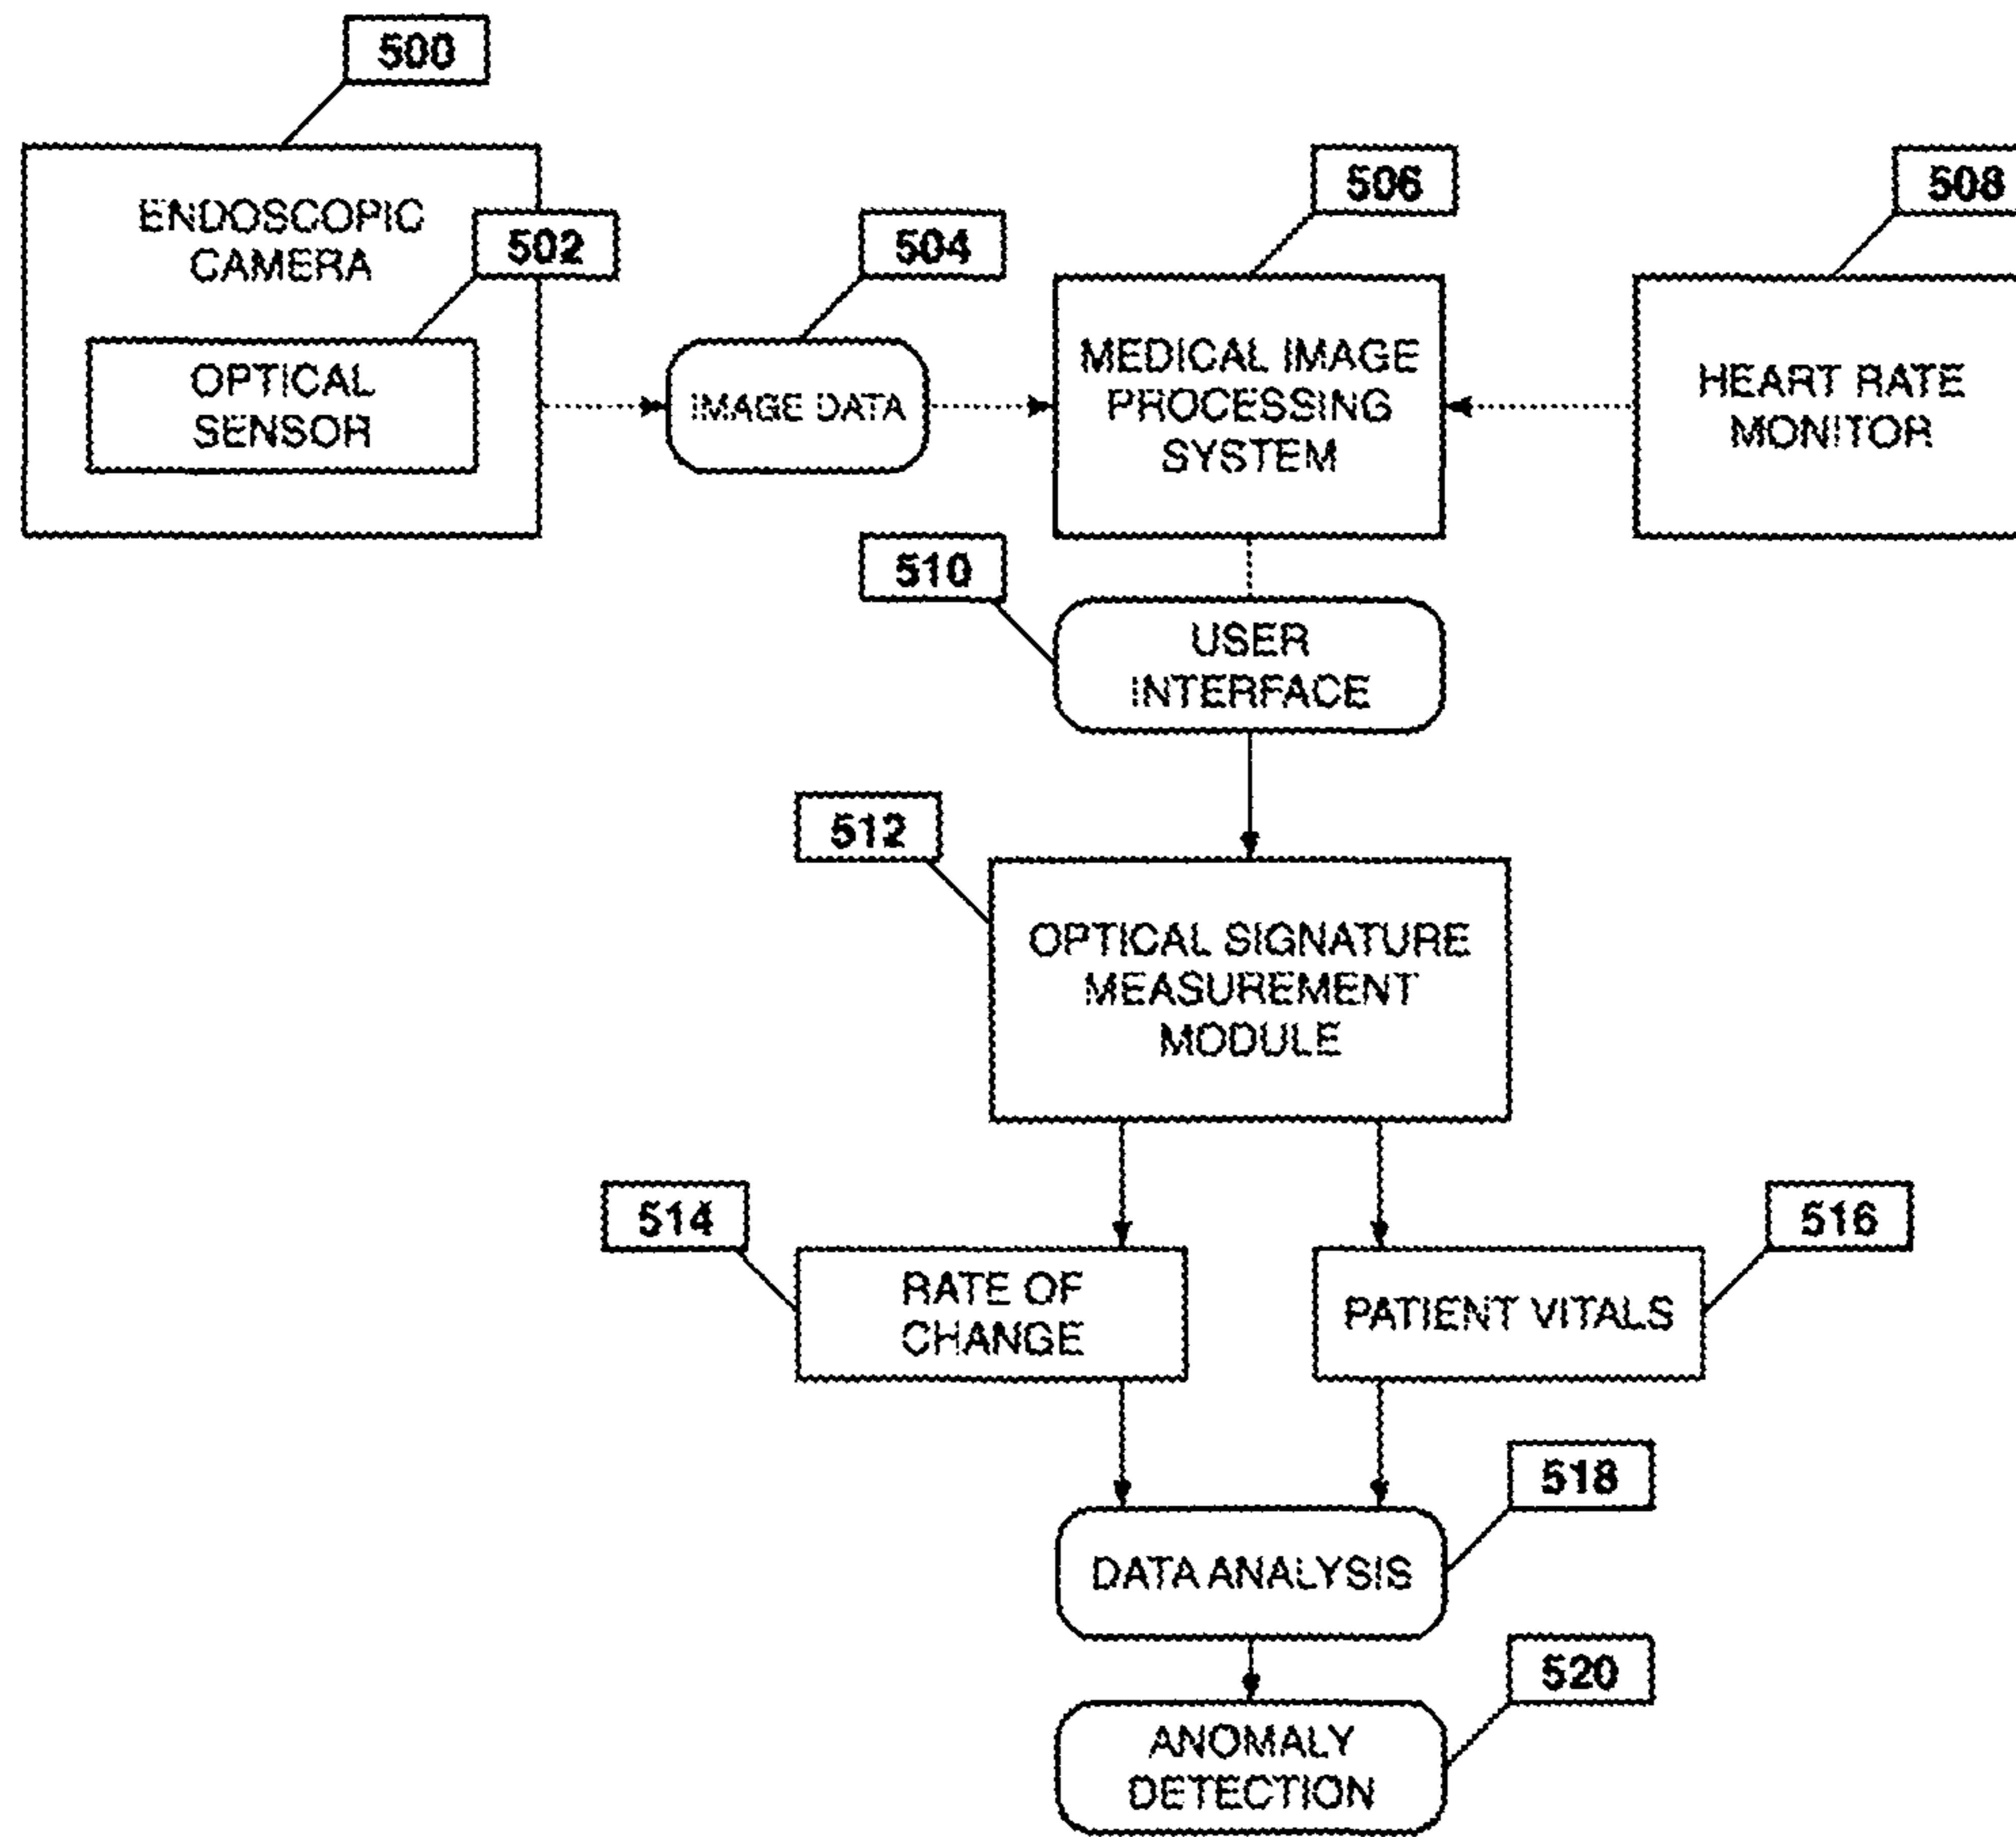 500
ENDOSCOPIC
CAMERA
502
OPTICAL
SENSOR
504
IMAGE DATA
506
MEDICAL IMAGE
PROCESSING
SYSTEM
508
HEART RATE
MONITOR
510
USER
INTERFACE
512
OPTICAL SIGNATURE
MEASUREMENT
MODULE
514
RATE OF
CHANGE
516
PATIENT VITALS
518
DATA ANALYSIS
520
ANOMALY
DETECTION